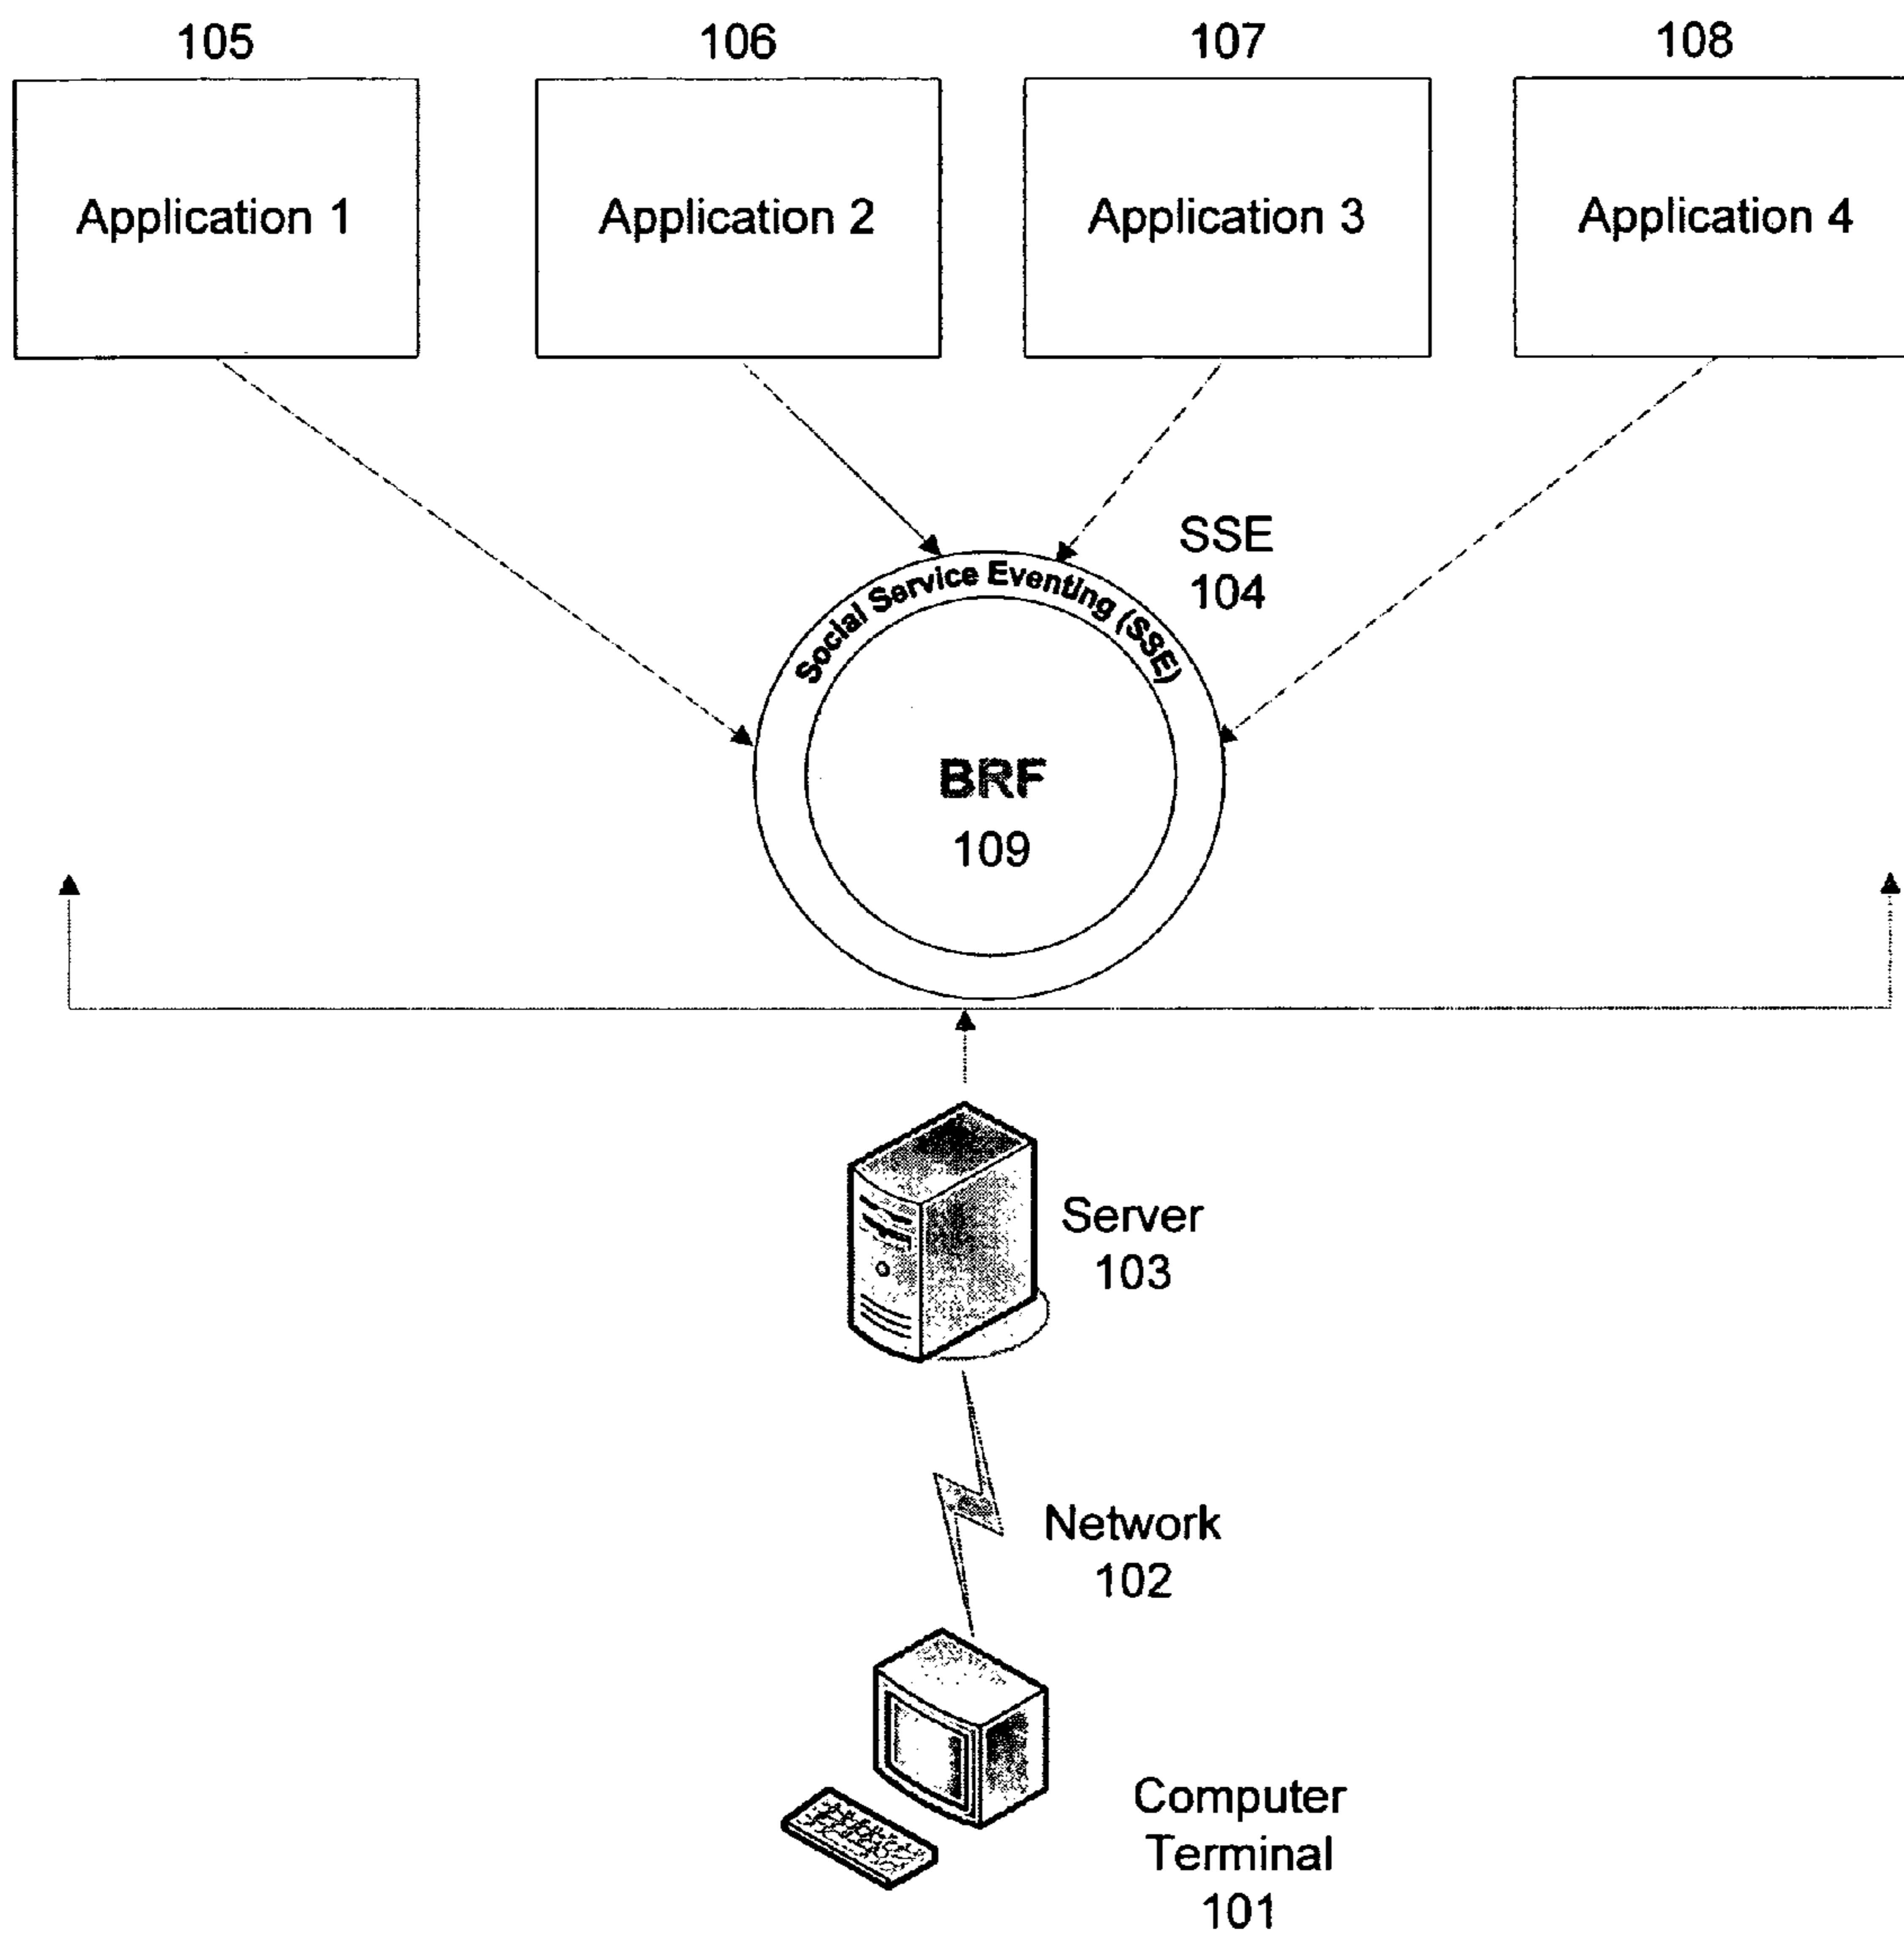 105
106
107
108
Application 1
Application 2
Application 3
Application 4
SSE
104
Social Service Eventing (SSE)
BRF
109
Server
103
Network
102
Computer
Terminal
101